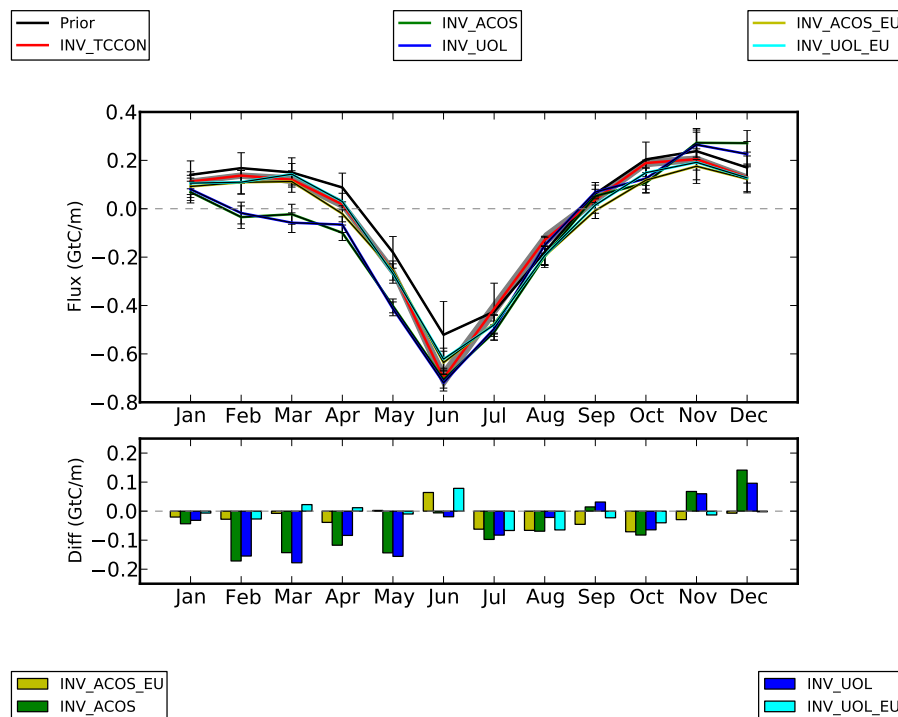 Prior
INV_TCCON
INV_ACOS
INV_UOL
INV_ACOS_EU
INV_UOL_EU
Flux (GtC/m)
0.4
0.2
0.0
−0.2
−0.4
−0.6
−0.8
Jan Feb Mar Apr May Jun Jul Aug Sep Oct Nov Dec
Diff (GtC/m)
0.2
0.1
0.0
−0.1
−0.2
Jan Feb Mar Apr May Jun Jul Aug Sep Oct Nov Dec
INV_ACOS_EU
INV_ACOS
INV_UOL
INV_UOL_EU